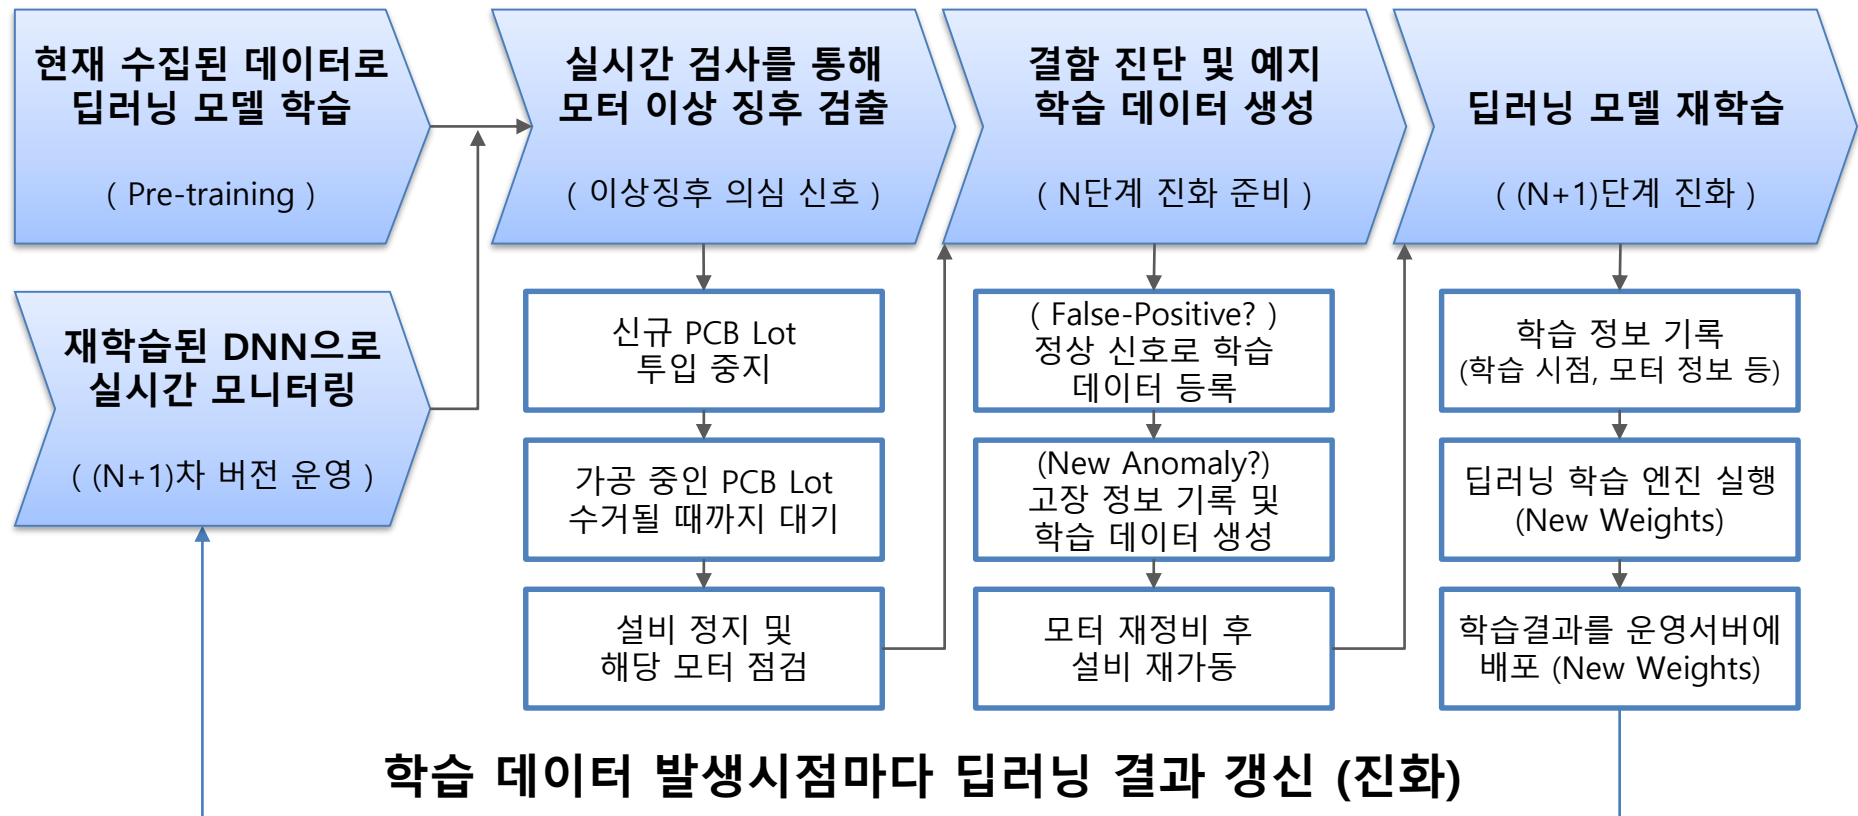 현재 수집된 데이터로
딥러닝 모델 학습
( Pre-training )
실시간 검사를 통해
모터 이상 징후 검출
( 이상징후 의심 신호 )
결함 진단 및 예지
학습 데이터 생성
( N단계 진화 준비 )
딥러닝 모델 재학습
( (N+1)단계 진화 )
재학습된 DNN으로
실시간 모니터링
( (N+1)차 버전 운영 )
신규 PCB Lot
투입 중지
가공 중인 PCB Lot
수거될 때까지 대기
설비 정지 및
해당 모터 점검
( False-Positive? )
정상 신호로 학습
데이터 등록
(New Anomaly?)
고장 정보 기록 및
학습 데이터 생성
모터 재정비 후
설비 재가동
학습 정보 기록
(학습 시점, 모터 정보 등)
딥러닝 학습 엔진 실행
(New Weights)
학습결과를 운영서버에
배포 (New Weights)
학습 데이터 발생시점마다 딥러닝 결과 갱신 (진화)